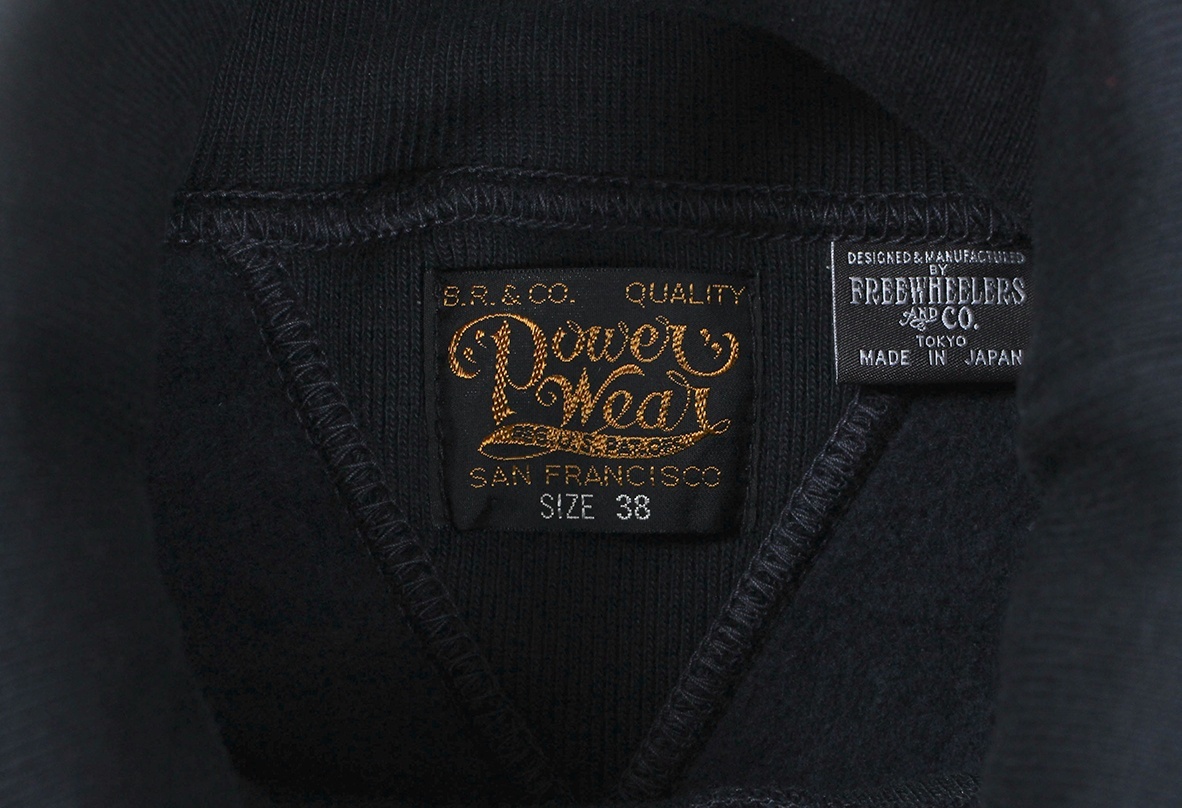 B.R. & CO. QUALITY
Power
Wear
SAN FRANCISCO
SIZE 38
DESIGNED & MANUFACTURED
BY
FREEWHEELERS
AND CO.
TOKYO
MADE IN JAPAN